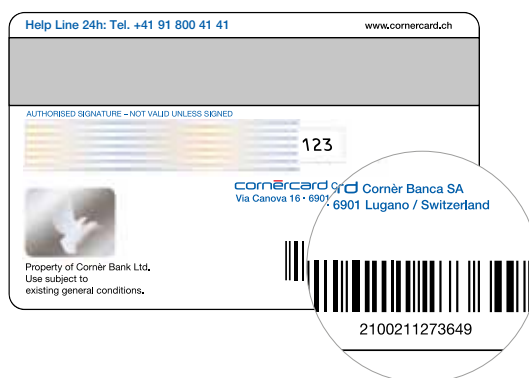 Help Line 24h: Tel. +41 91 800 41 41
www.cornercard.ch
AUTHORISED SIGNATURE – NOT VALID UNLESS SIGNED
123
cornèrcard
Via Canova 16 • 6901
rd Cornèr Banca SA
6901 Lugano / Switzerland
Property of Cornèr Bank Ltd.
Use subject to
existing general conditions.
2100211273649